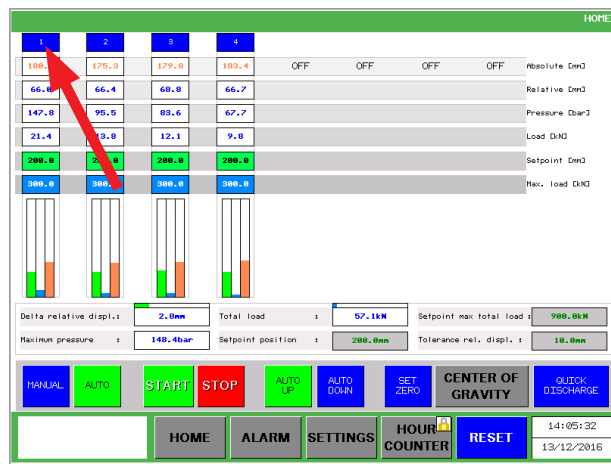 HOME
1 2 3 4
175.3 179.8 183.4 OFF OFF OFF OFF Absolute [mm]
66.4 68.8 66.7 Relative [mm]
147.8 95.5 83.6 67.7 Pressure [bar]
21.4 12.1 9.8 Load [kN]
200.0 200.0 200.0 Setpoint [mm]
300.0 300.0 300.0 Max. load [kN]
Delta relative displ.: 2.8mm Total load : 57.1kN Setpoint max total load : 900.0kN
Maximum pressure : 148.4bar Setpoint position : 200.0mm Tolerance rel. displ. : 10.0mm
MANUAL AUTO START STOP AUTO UP AUTO DOWN SET ZERO CENTER OF GRAVITY QUICK DISCHARGE
HOME ALARM SETTINGS HOUR COUNTER RESET 14:05:32
13/12/2016